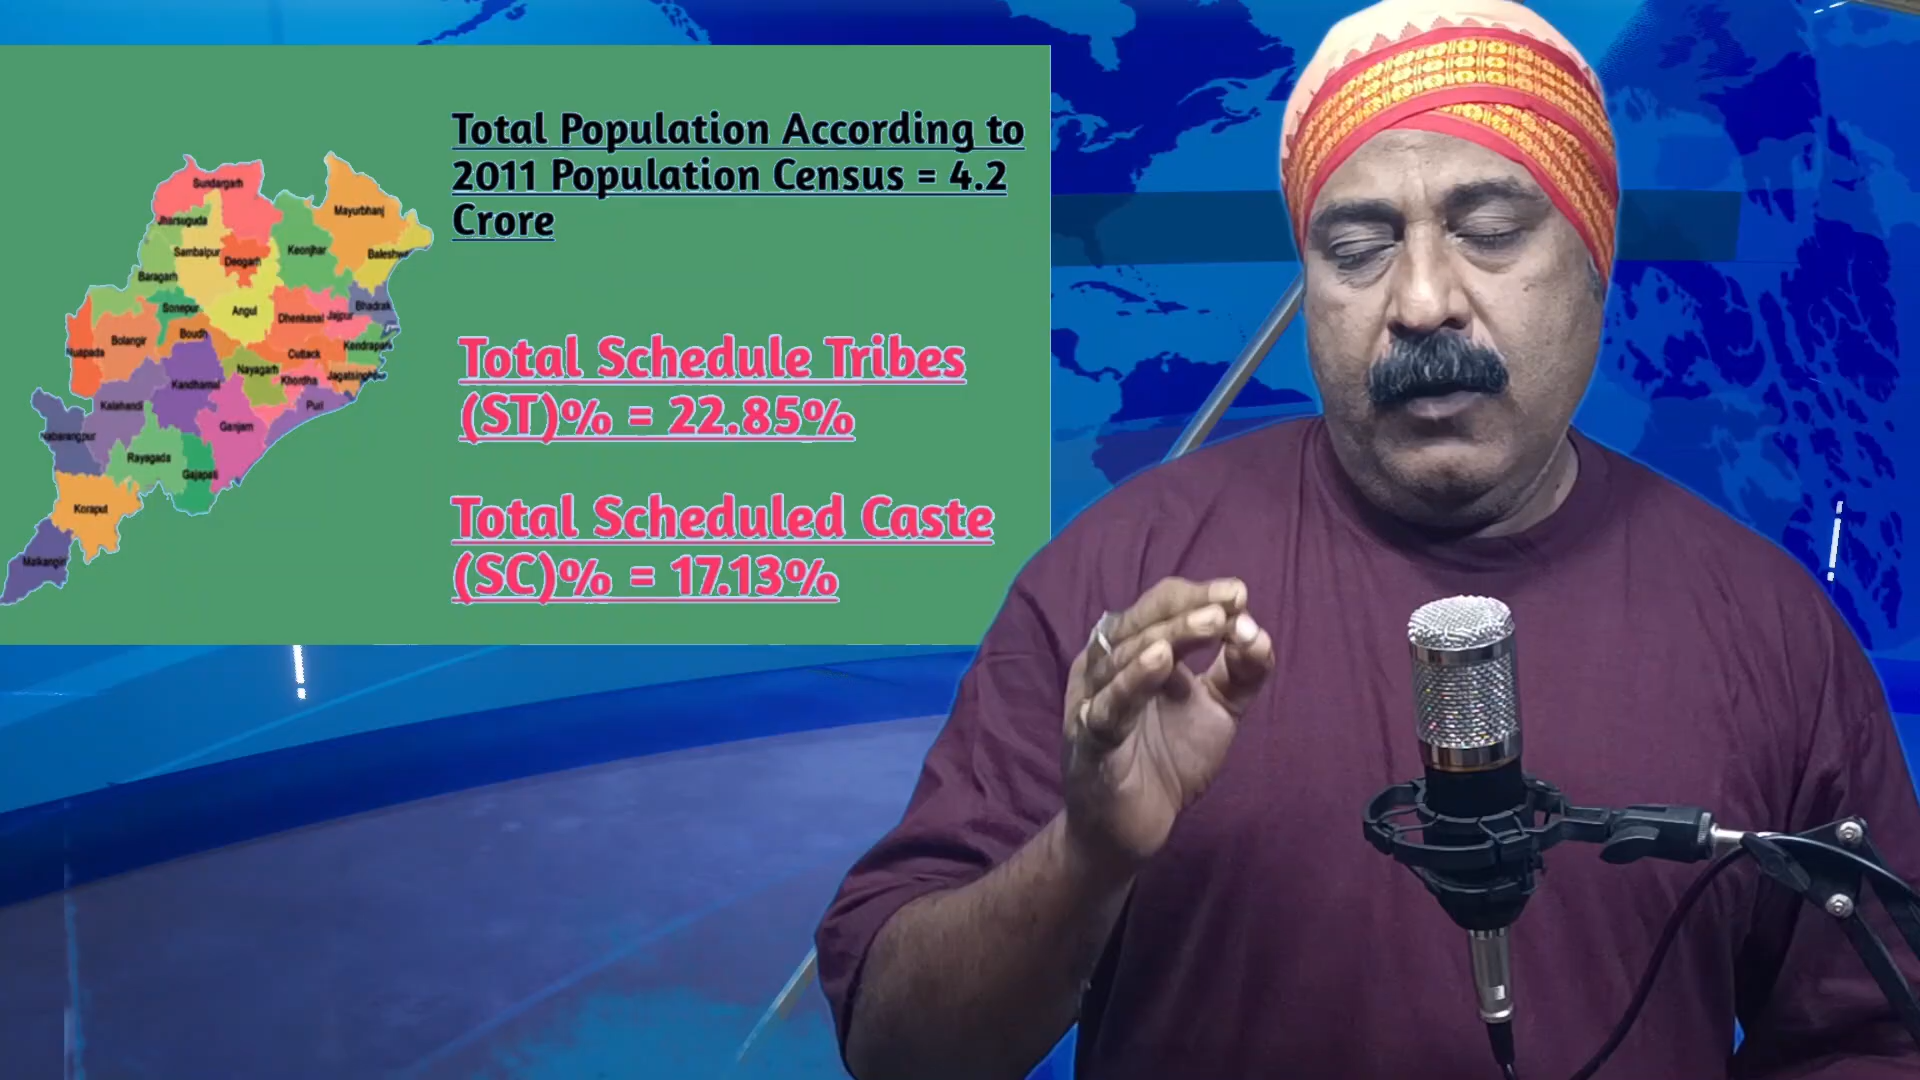 Total Population According to
2011 Population Census = 4.2
Crore
Total Schedule Tribes
(ST)% = 22.85%
Total Scheduled Caste
(SC)% = 17.13%
Sundargarh
Mayurbhanj
Jharsuguda
Sambalpur
Deogarh
Keonjhar
Baleshwar
Baragarh
Sonepur
Angul
Dhenkanal
Jajpur
Bhadrak
Nuapada
Bolangir
Boudh
Cuttack
Kendrapara
Nayagarh
Khordha
Jagatsinghpur
Kandhamal
Kalahandi
Puri
Nabarangpur
Ganjam
Rayagada
Gajapati
Koraput
Malkangiri